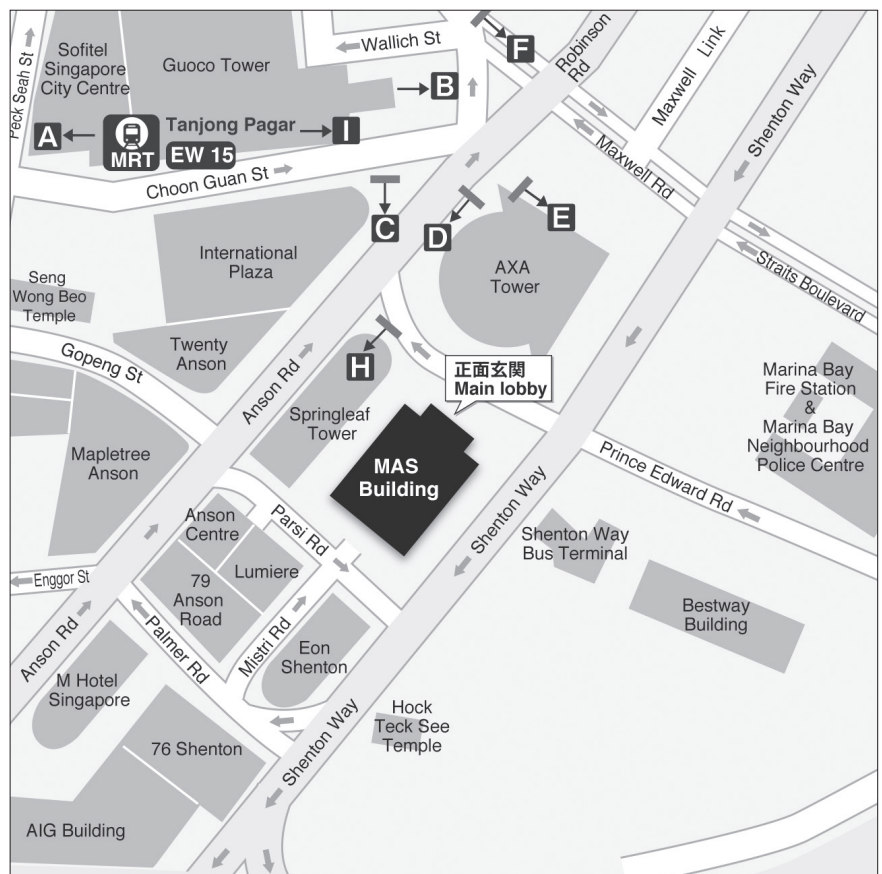 Peck Seah St
Sofitel
Singapore
City Centre
Guoco Tower
Wallich St
F
Robinson
Rd
Maxwell Link
Shenton Way
B
A
MRT
Tanjong Pagar
EW 15
I
Choon Guan St
Maxwell Rd
C
D
E
International
Plaza
AXA
Tower
Straits Boulevard
Seng
Wong Beo
Temple
Twenty
Anson
Gopeng St
Anson Rd
H
正面玄関
Main lobby
Springleaf
Tower
Marina Bay
Fire Station
&
Marina Bay
Neighbourhood
Police Centre
Mapletree
Anson
MAS
Building
Prince Edward Rd
Shenton Way
Anson
Centre
Parsi Rd
Shenton Way
Bus Terminal
Enggor St
79
Anson
Road
Lumiere
Bestway
Building
Anson Rd
Palmer Rd
Mistri Rd
Eon
Shenton
M Hotel
Singapore
Hock
Teck See
Temple
Shenton Way
76 Shenton
AIG Building